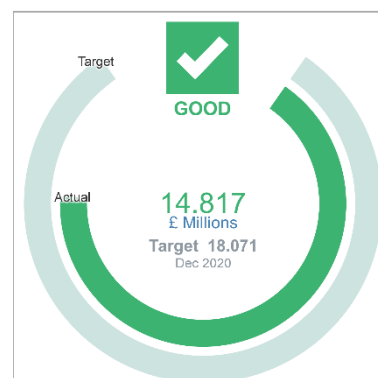 Target
GOOD
Actual
14.817
£ Millions
Target 18.071
Dec 2020